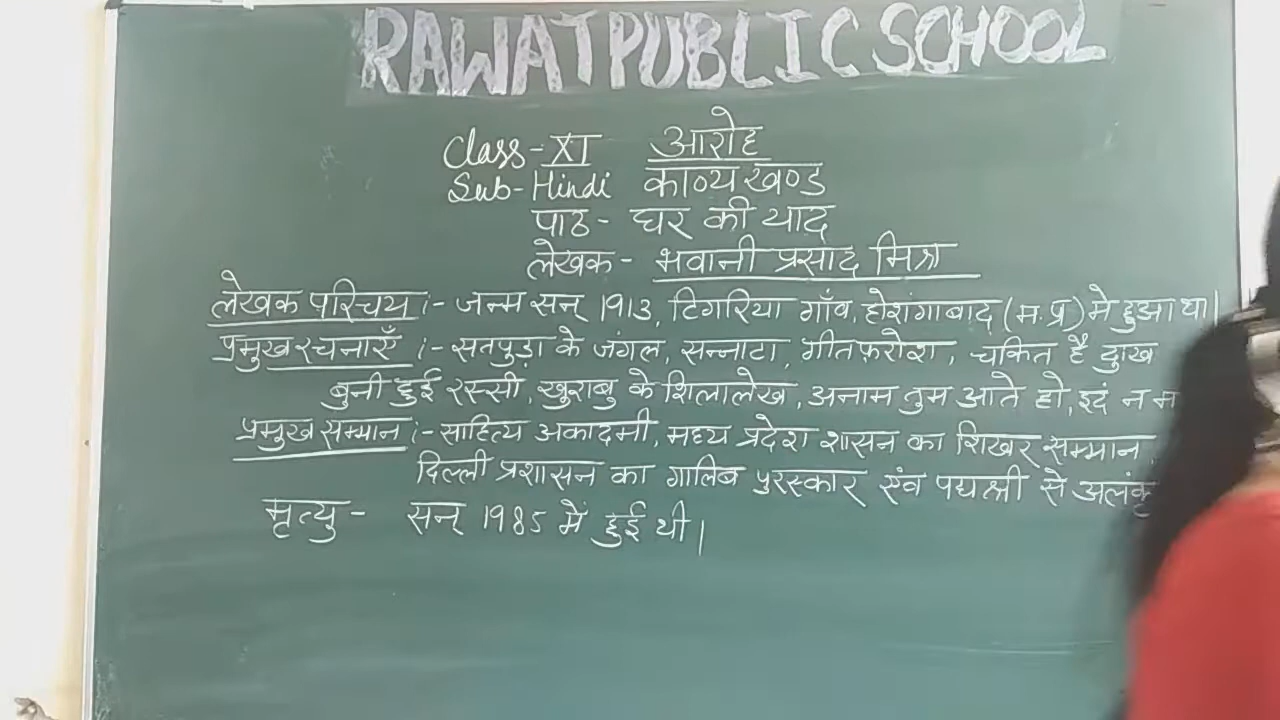 RAWAT PUBLIC SCHOOL
Class-XI आरोह
Sub-Hindi काव्य खण्ड
पाठ- घर की याद
लेखक- भवानी प्रसाद मिश्र
लेखक परिचय :- जन्म सन् 1913, टिगरिया गाँव, होशंगाबाद (म.प्र) मे हुआ था।
प्रमुख रचनाएँ :- सतपुड़ा के जंगल, सन्नाटा, गीतफ़रोश, चकित है दुःख
बुनी हुई रस्सी, खुशबु के शिलालेख, अनाम तुम आते हो, इदं न म
प्रमुख सम्मान :- साहित्य अकादमी, मध्य प्रदेश शासन का शिखर सम्मान,
दिल्ली प्रशासन का गालिब पुरस्कार एंव पद्मश्री से अलंकृ
मृत्यु - सन् 1985 में हुई थी।